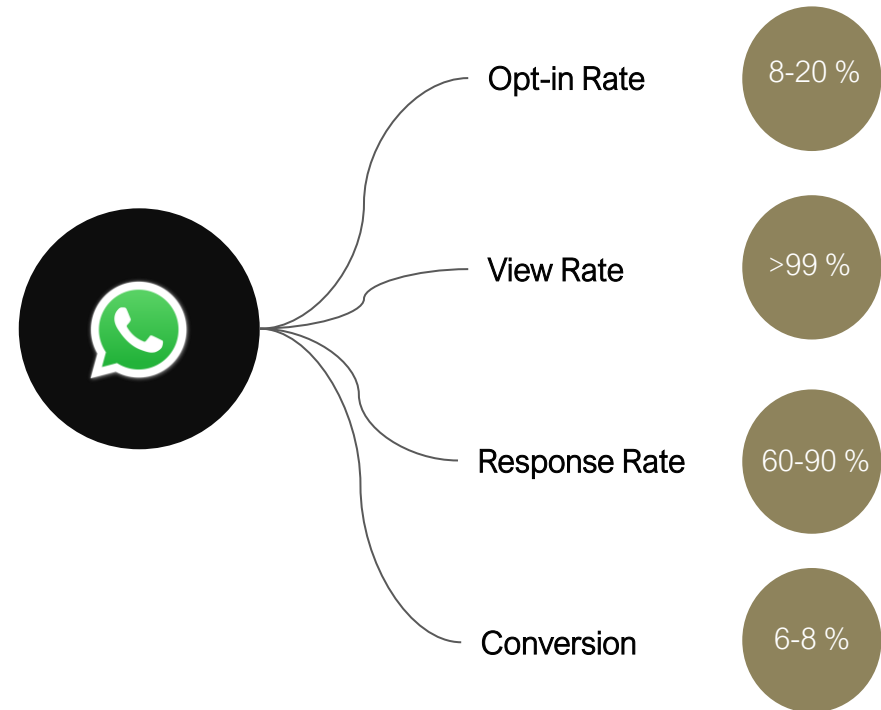 Opt-in Rate
8-20 %
View Rate
>99 %
Response Rate
60-90 %
Conversion
6-8 %